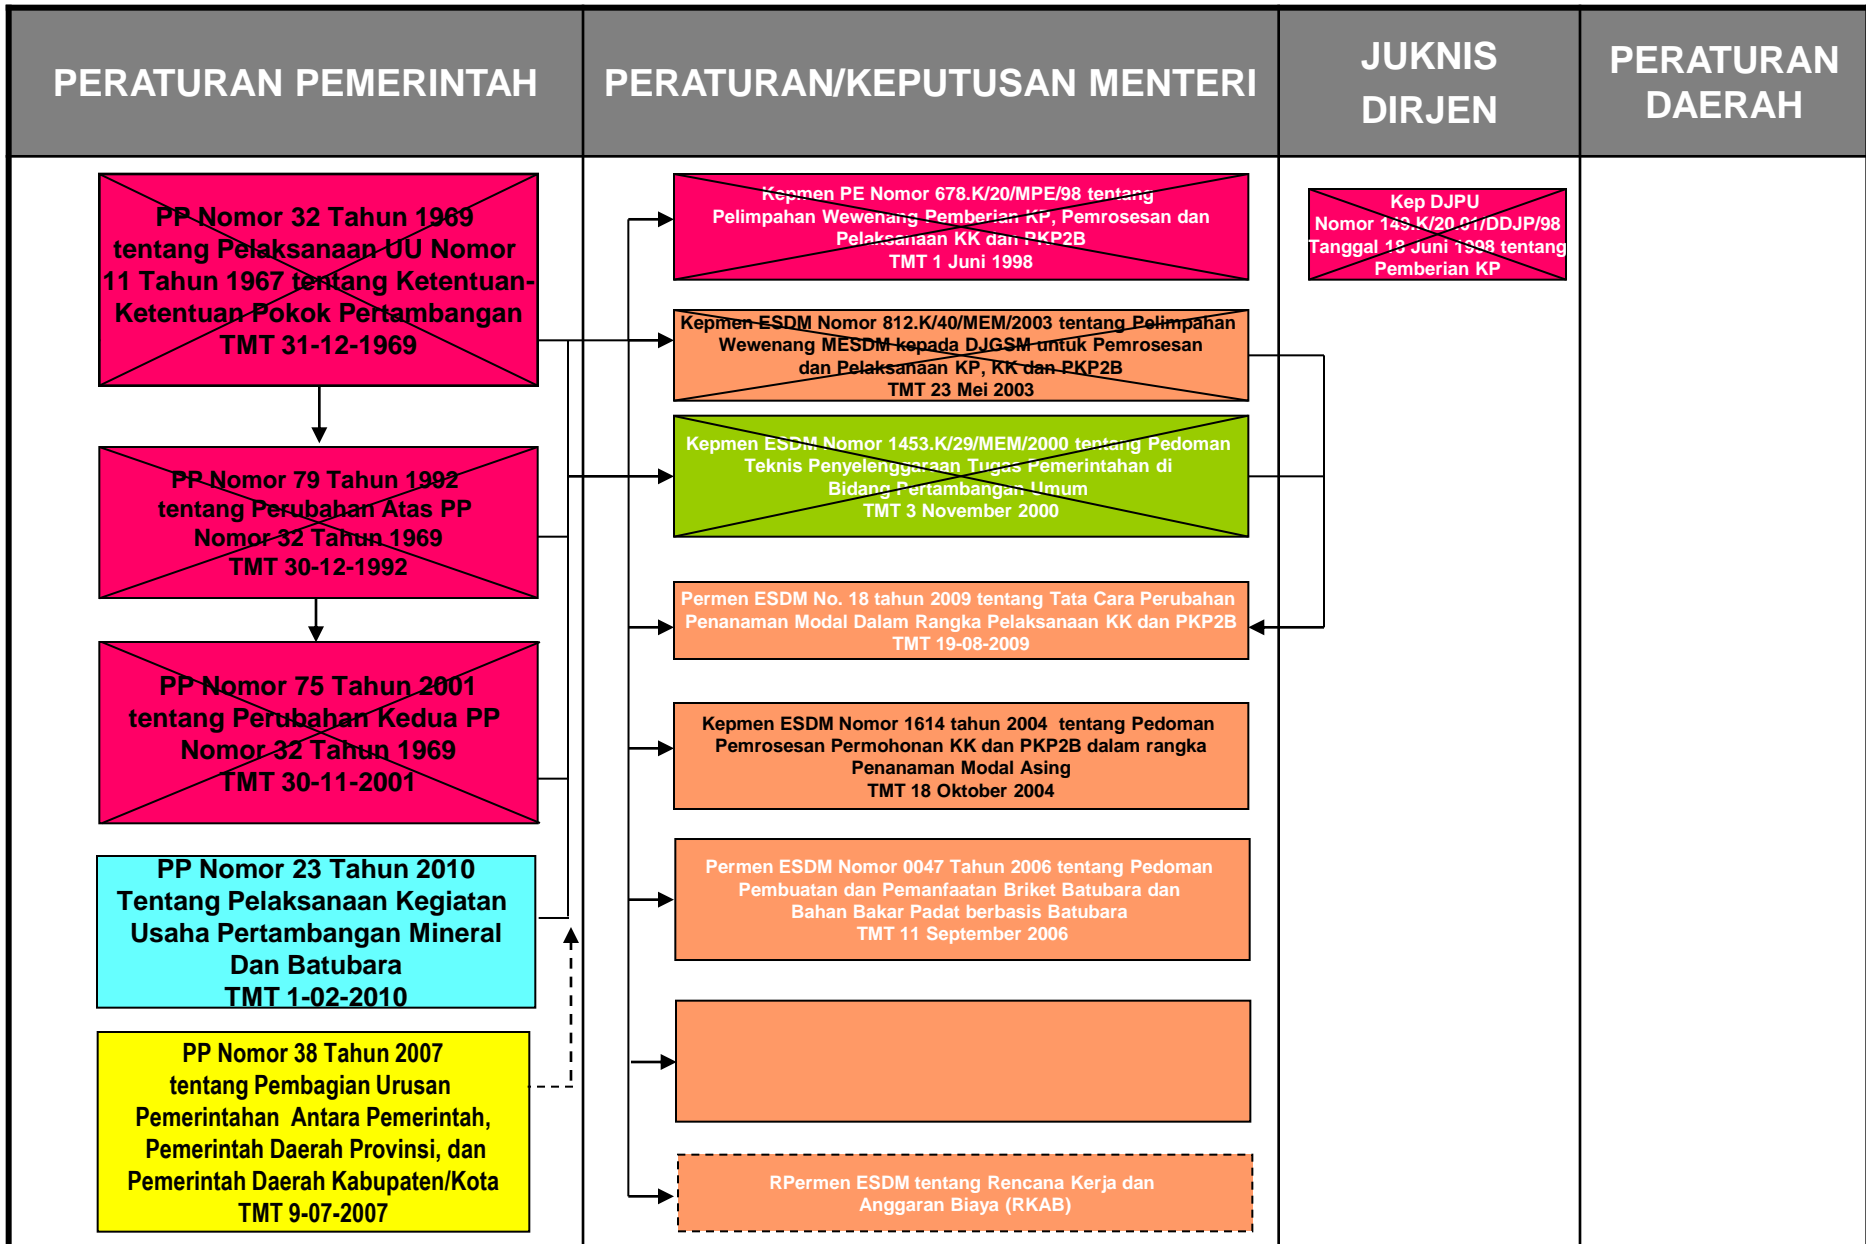 PERATURAN PEMERINTAH
PERATURAN/KEPUTUSAN MENTERI
JUKNIS
DIRJEN
PERATURAN
DAERAH
PP Nomor 32 Tahun 1969
tentang Pelaksanaan UU Nomor
11 Tahun 1967 tentang Ketentuan-
Ketentuan Pokok Pertambangan
TMT 31-12-1969
PP Nomor 79 Tahun 1992
tentang Perubahan Atas PP
Nomor 32 Tahun 1969
TMT 30-12-1992
PP Nomor 75 Tahun 2001
tentang Perubahan Kedua PP
Nomor 32 Tahun 1969
TMT 30-11-2001
PP Nomor 23 Tahun 2010
Tentang Pelaksanaan Kegiatan
Usaha Pertambangan Mineral
Dan Batubara
TMT 1-02-2010
PP Nomor 38 Tahun 2007
tentang Pembagian Urusan
Pemerintahan Antara Pemerintah,
Pemerintah Daerah Provinsi, dan
Pemerintah Daerah Kabupaten/Kota
TMT 9-07-2007
Kepmen PE Nomor 678.K/20/MPE/98 tentang
Pelimpahan Wewenang Pemberian KP, Pemrosesan dan
Pelaksanaan KK dan PKP2B
TMT 1 Juni 1998
Kepmen ESDM Nomor 812.K/40/MEM/2003 tentang Pelimpahan
Wewenang MESDM kepada DJGSM untuk Pemrosesan
dan Pelaksanaan KP, KK dan PKP2B
TMT 23 Mei 2003
Kepmen ESDM Nomor 1453.K/29/MEM/2000 tentang Pedoman
Teknis Penyelenggaraan Tugas Pemerintahan di
Bidang Pertambangan Umum
TMT 3 November 2000
Permen ESDM No. 18 tahun 2009 tentang Tata Cara Perubahan
Penanaman Modal Dalam Rangka Pelaksanaan KK dan PKP2B
TMT 19-08-2009
Kepmen ESDM Nomor 1614 tahun 2004 tentang Pedoman
Pemrosesan Permohonan KK dan PKP2B dalam rangka
Penanaman Modal Asing
TMT 18 Oktober 2004
Permen ESDM Nomor 0047 Tahun 2006 tentang Pedoman
Pembuatan dan Pemanfaatan Briket Batubara dan
Bahan Bakar Padat berbasis Batubara
TMT 11 September 2006
RPermen ESDM tentang Rencana Kerja dan
Anggaran Biaya (RKAB)
Kep DJPU
Nomor 149.K/20.01/DDJP/98
Tanggal 18 Juni 1998 tentang
Pemberian KP